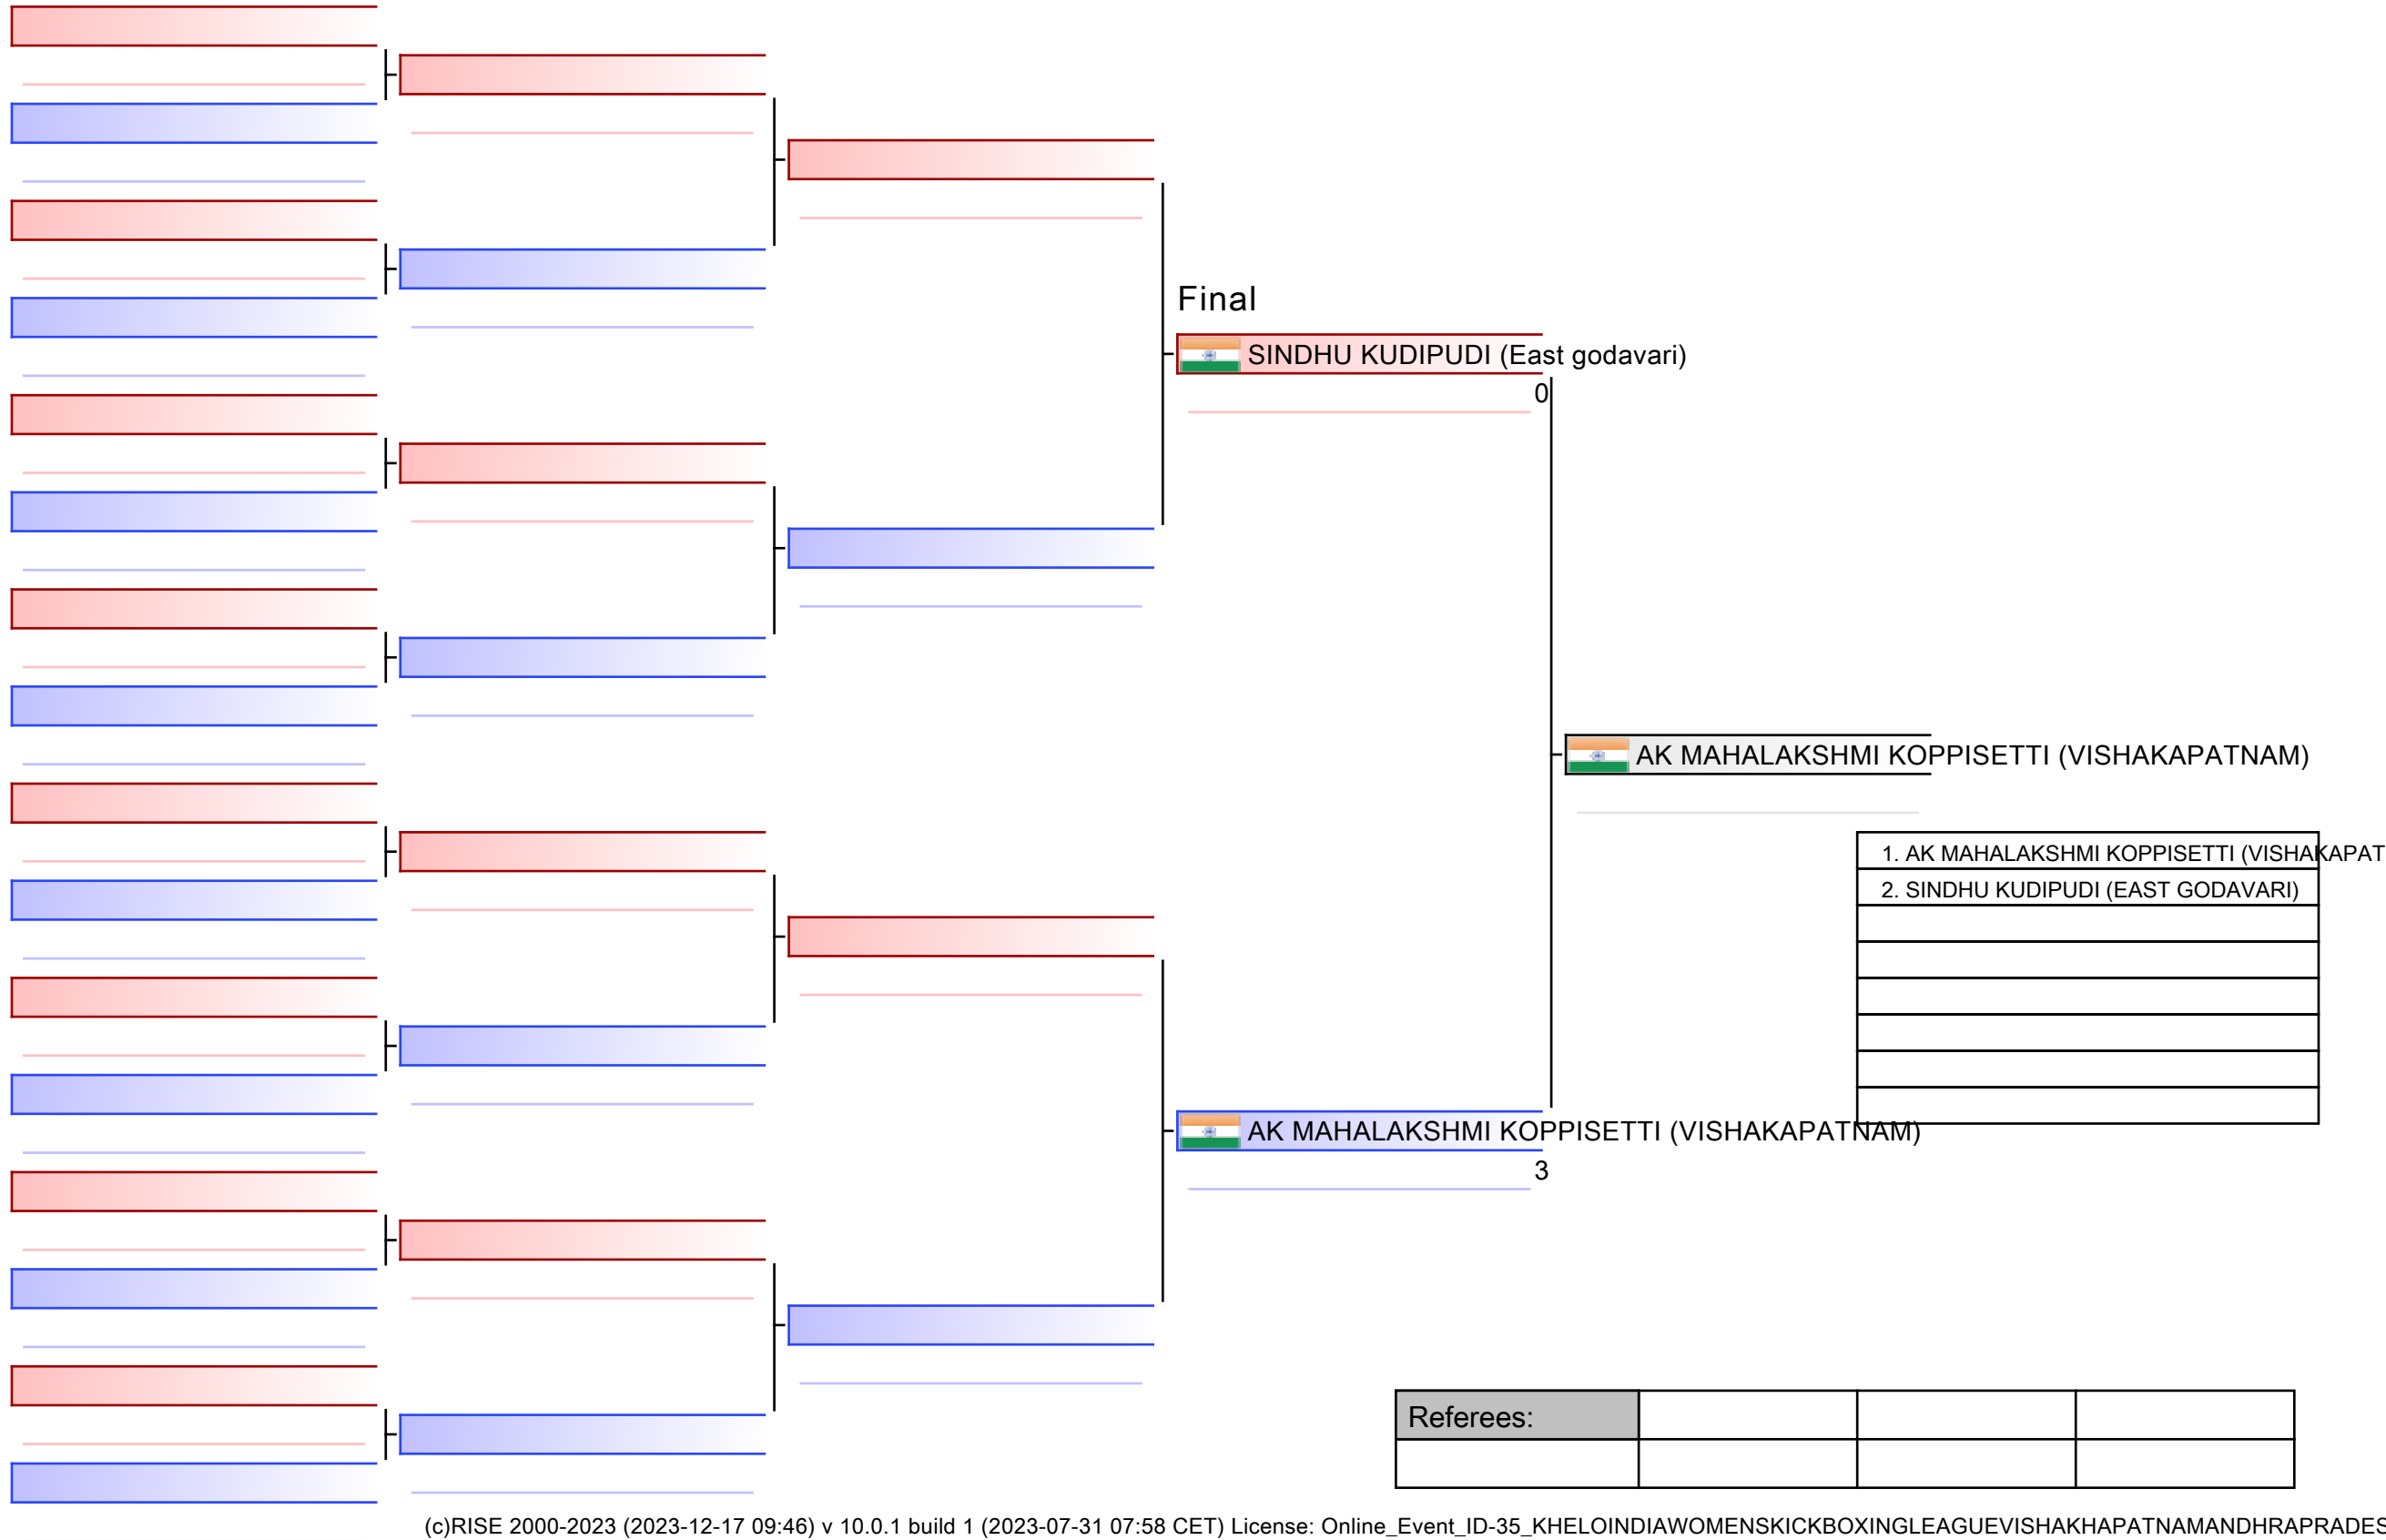 Final
SINDHU KUDIPUDI (East godavari)
0
AK MAHALAKSHMI KOPPISETTI (VISHAKAPATNAM)
1. AK MAHALAKSHMI KOPPISETTI (VISHAKAPAT
2. SINDHU KUDIPUDI (EAST GODAVARI)
AK MAHALAKSHMI KOPPISETTI (VISHAKAPATNAM)
3
Referees:
(c)RISE 2000-2023 (2023-12-17 09:46) v 10.0.1 build 1 (2023-07-31 07:58 CET) License: Online_Event_ID-35_KHELOINDIAWOMENSKICKBOXINGLEAGUEVISHAKHAPATNAMANDHRAPRADES